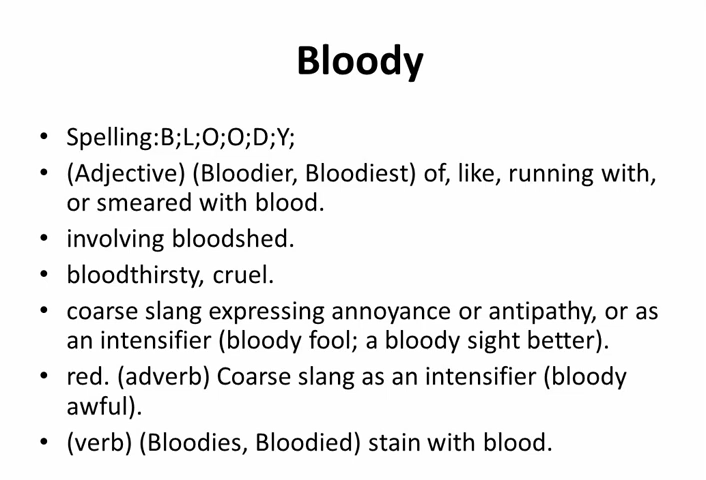 Bloody
• Spelling:B;L;O;O;D;Y;
• (Adjective) (Bloodier, Bloodiest) of, like, running with,
or smeared with blood.
• involving bloodshed.
• bloodthirsty, cruel.
• coarse slang expressing annoyance or antipathy, or as
an intensifier (bloody fool; a bloody sight better).
• red. (adverb) Coarse slang as an intensifier (bloody
awful).
• (verb) (Bloodies, Bloodied) stain with blood.